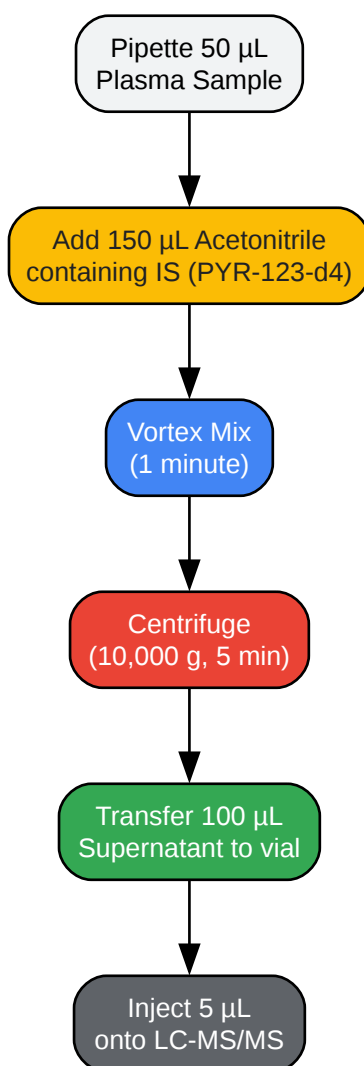 Pipette 50 µL
Plasma Sample
Add 150 µL Acetonitrile
containing IS (PYR-123-d4)
Vortex Mix
(1 minute)
Centrifuge
(10,000 g, 5 min)
Transfer 100 µL
Supernatant to vial
Inject 5 µL
onto LC-MS/MS